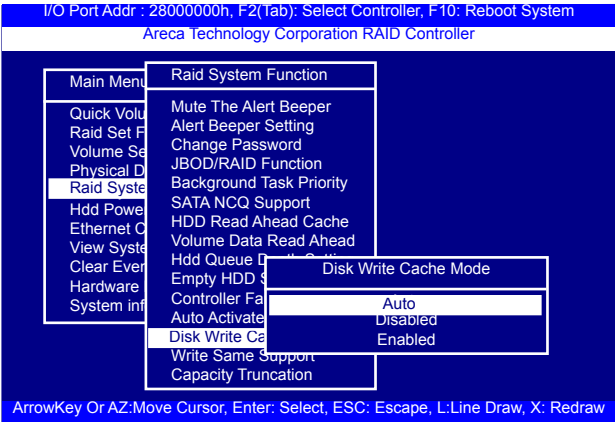 I/O Port Addr : 28000000h, F2(Tab): Select Controller, F10: Reboot System
Areca Technology Corporation RAID Controller
Main Menu
Quick Volu
Raid Set F
Volume Se
Physical D
Raid Syste
Hdd Powe
Ethernet C
View Syste
Clear Even
Hardware
System inf
Raid System Function
Mute The Alert Beeper
Alert Beeper Setting
Change Password
JBOD/RAID Function
Background Task Priority
SATA NCQ Support
HDD Read Ahead Cache
Volume Data Read Ahead
Hdd Queue Depth Setting
Empty HDD S
Controller Fa
Auto Activate
Disk Write Ca
Write Same Support
Capacity Truncation
Disk Write Cache Mode
Auto
Disabled
Enabled
ArrowKey Or AZ:Move Cursor, Enter: Select, ESC: Escape, L:Line Draw, X: Redraw